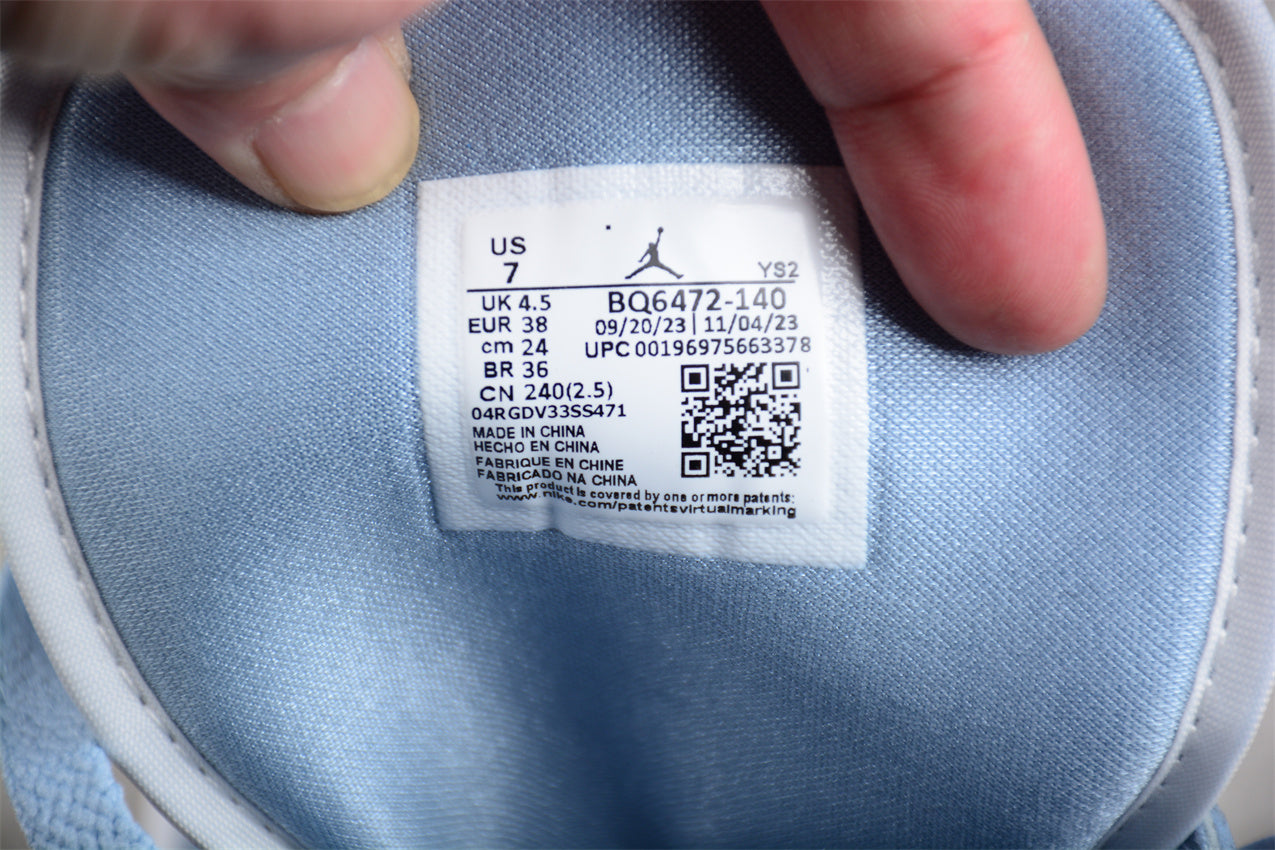 US
7
YS2
UK 4.5
BQ6472-140
EUR 38
09/20/23 | 11/04/23
cm 24
UPC 00196975663378
BR 36
CN 240(2.5)
04RGDV33SS471
MADE IN CHINA
HECHO EN CHINA
FABRIQUE EN CHINE
FABRICADO NA CHINA
This product is covered by one or more patents:
www.nike.com/patentsvirtualmarking